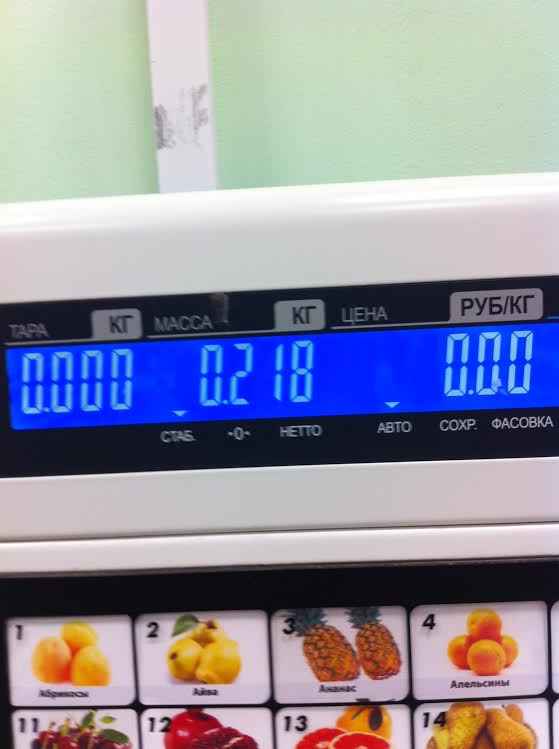 ТАРА КГ МАССА КГ ЦЕНА РУБ/КГ
0.000 0.218 0.00
СТАБ. >0< НЕТТО АВТО СОХР. ФАСОВКА
1 2 3 4
Абрикосы Айва Ананас Апельсины
11 12 13 14